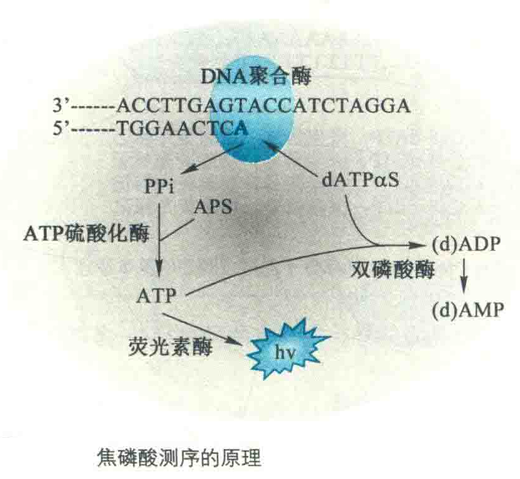 DNA聚合酶
3’------ACCTTGAGTACCATCTAGGA
5’------TGGAACTCA
PPi
dATPαS
APS
ATP硫酸化酶
(d)ADP
双磷酸酶
ATP
(d)AMP
荧光素酶
hv
焦磷酸测序的原理